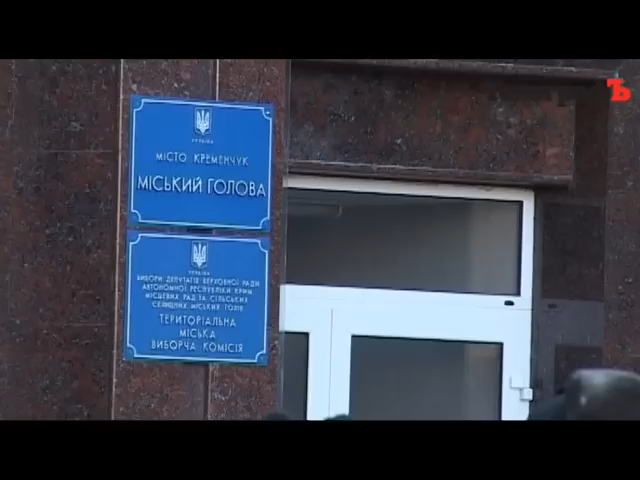 Ъ
УКРАЇНА
МІСТО КРЕМЕНЧУК
МІСЬКИЙ ГОЛОВА
УКРАЇНА
ВИБОРИ ДЕПУТАТІВ ВЕРХОВНОЇ РАДИ
АВТОНОМНОЇ РЕСПУБЛІКИ КРИМ,
МІСЦЕВИХ РАД ТА СІЛЬСЬКИХ
СЕЛИЩНИХ МІСЬКИХ ГОЛІВ
ТЕРИТОРІАЛЬНА
МІСЬКА
ВИБОРЧА КОМІСІЯ